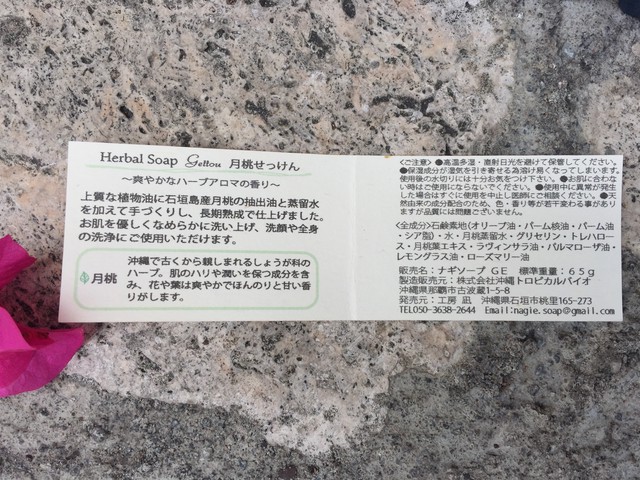 Herbal Soap Gettou 月桃せっけん
～爽やかなハーブアロマの香り～
上質な植物油に石垣島産月桃の抽出油と蒸留水
を加えて手づくりし、長期熟成で仕上げました。
お肌を優しくなめらかに洗い上げ、洗顔や全身
の洗浄にご使用いただけます。
月桃
沖縄で古くから親しまれるしょうが科の
ハーブ。肌のハリや潤いを保つ成分を含
み、花や葉は爽やかでほんのりと甘い香
りがします。
<ご注意> ●高温多湿・直射日光を避けて保管してください。
●保湿成分が湿気を引き寄せる為溶け易くなってしまいます。
使用後の水切りには十分お気をつけ下さい。●お肌に合わな
い時はご使用にならないでください。●使用中に異常が発生
した場合はすぐに使用を中止し医師にご相談ください。●天
然由来の成分配合のため、色・香り等が若干変わる事があり
ますが品質には問題ございません。
<全成分> 石鹸素地(オリーブ油・パーム核油・パーム油
・シア脂)・水・月桃蒸留水・グリセリン・トレハロー
ス・月桃葉エキス・ラヴィンサラ油・パルマローザ油・
レモングラス油・ローズマリー油
販売名：ナギソープ GE 標準重量：65g
製造販売元：株式会社沖縄トロピカルバイオ
沖縄県那覇市古波蔵1-5-8
発売元：工房 凪 沖縄県石垣市桃里165-273
TEL050-3638-2644 Email:nagie.soap@gmail.com